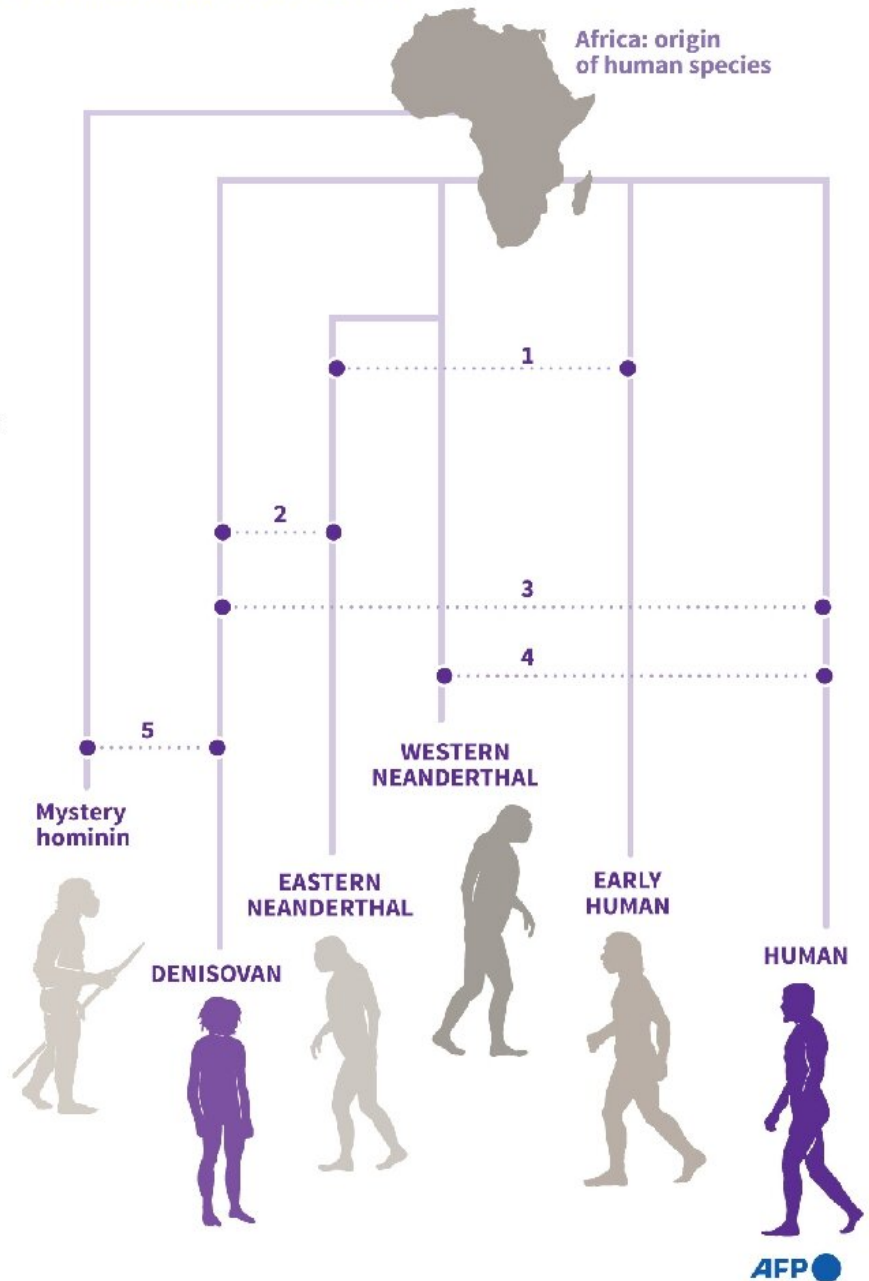 Africa: origin
of human species
1
2
3
4
5
WESTERN
NEANDERTHAL
Mystery
hominin
EASTERN
NEANDERTHAL
EARLY
HUMAN
DENISOVAN
HUMAN
AFP